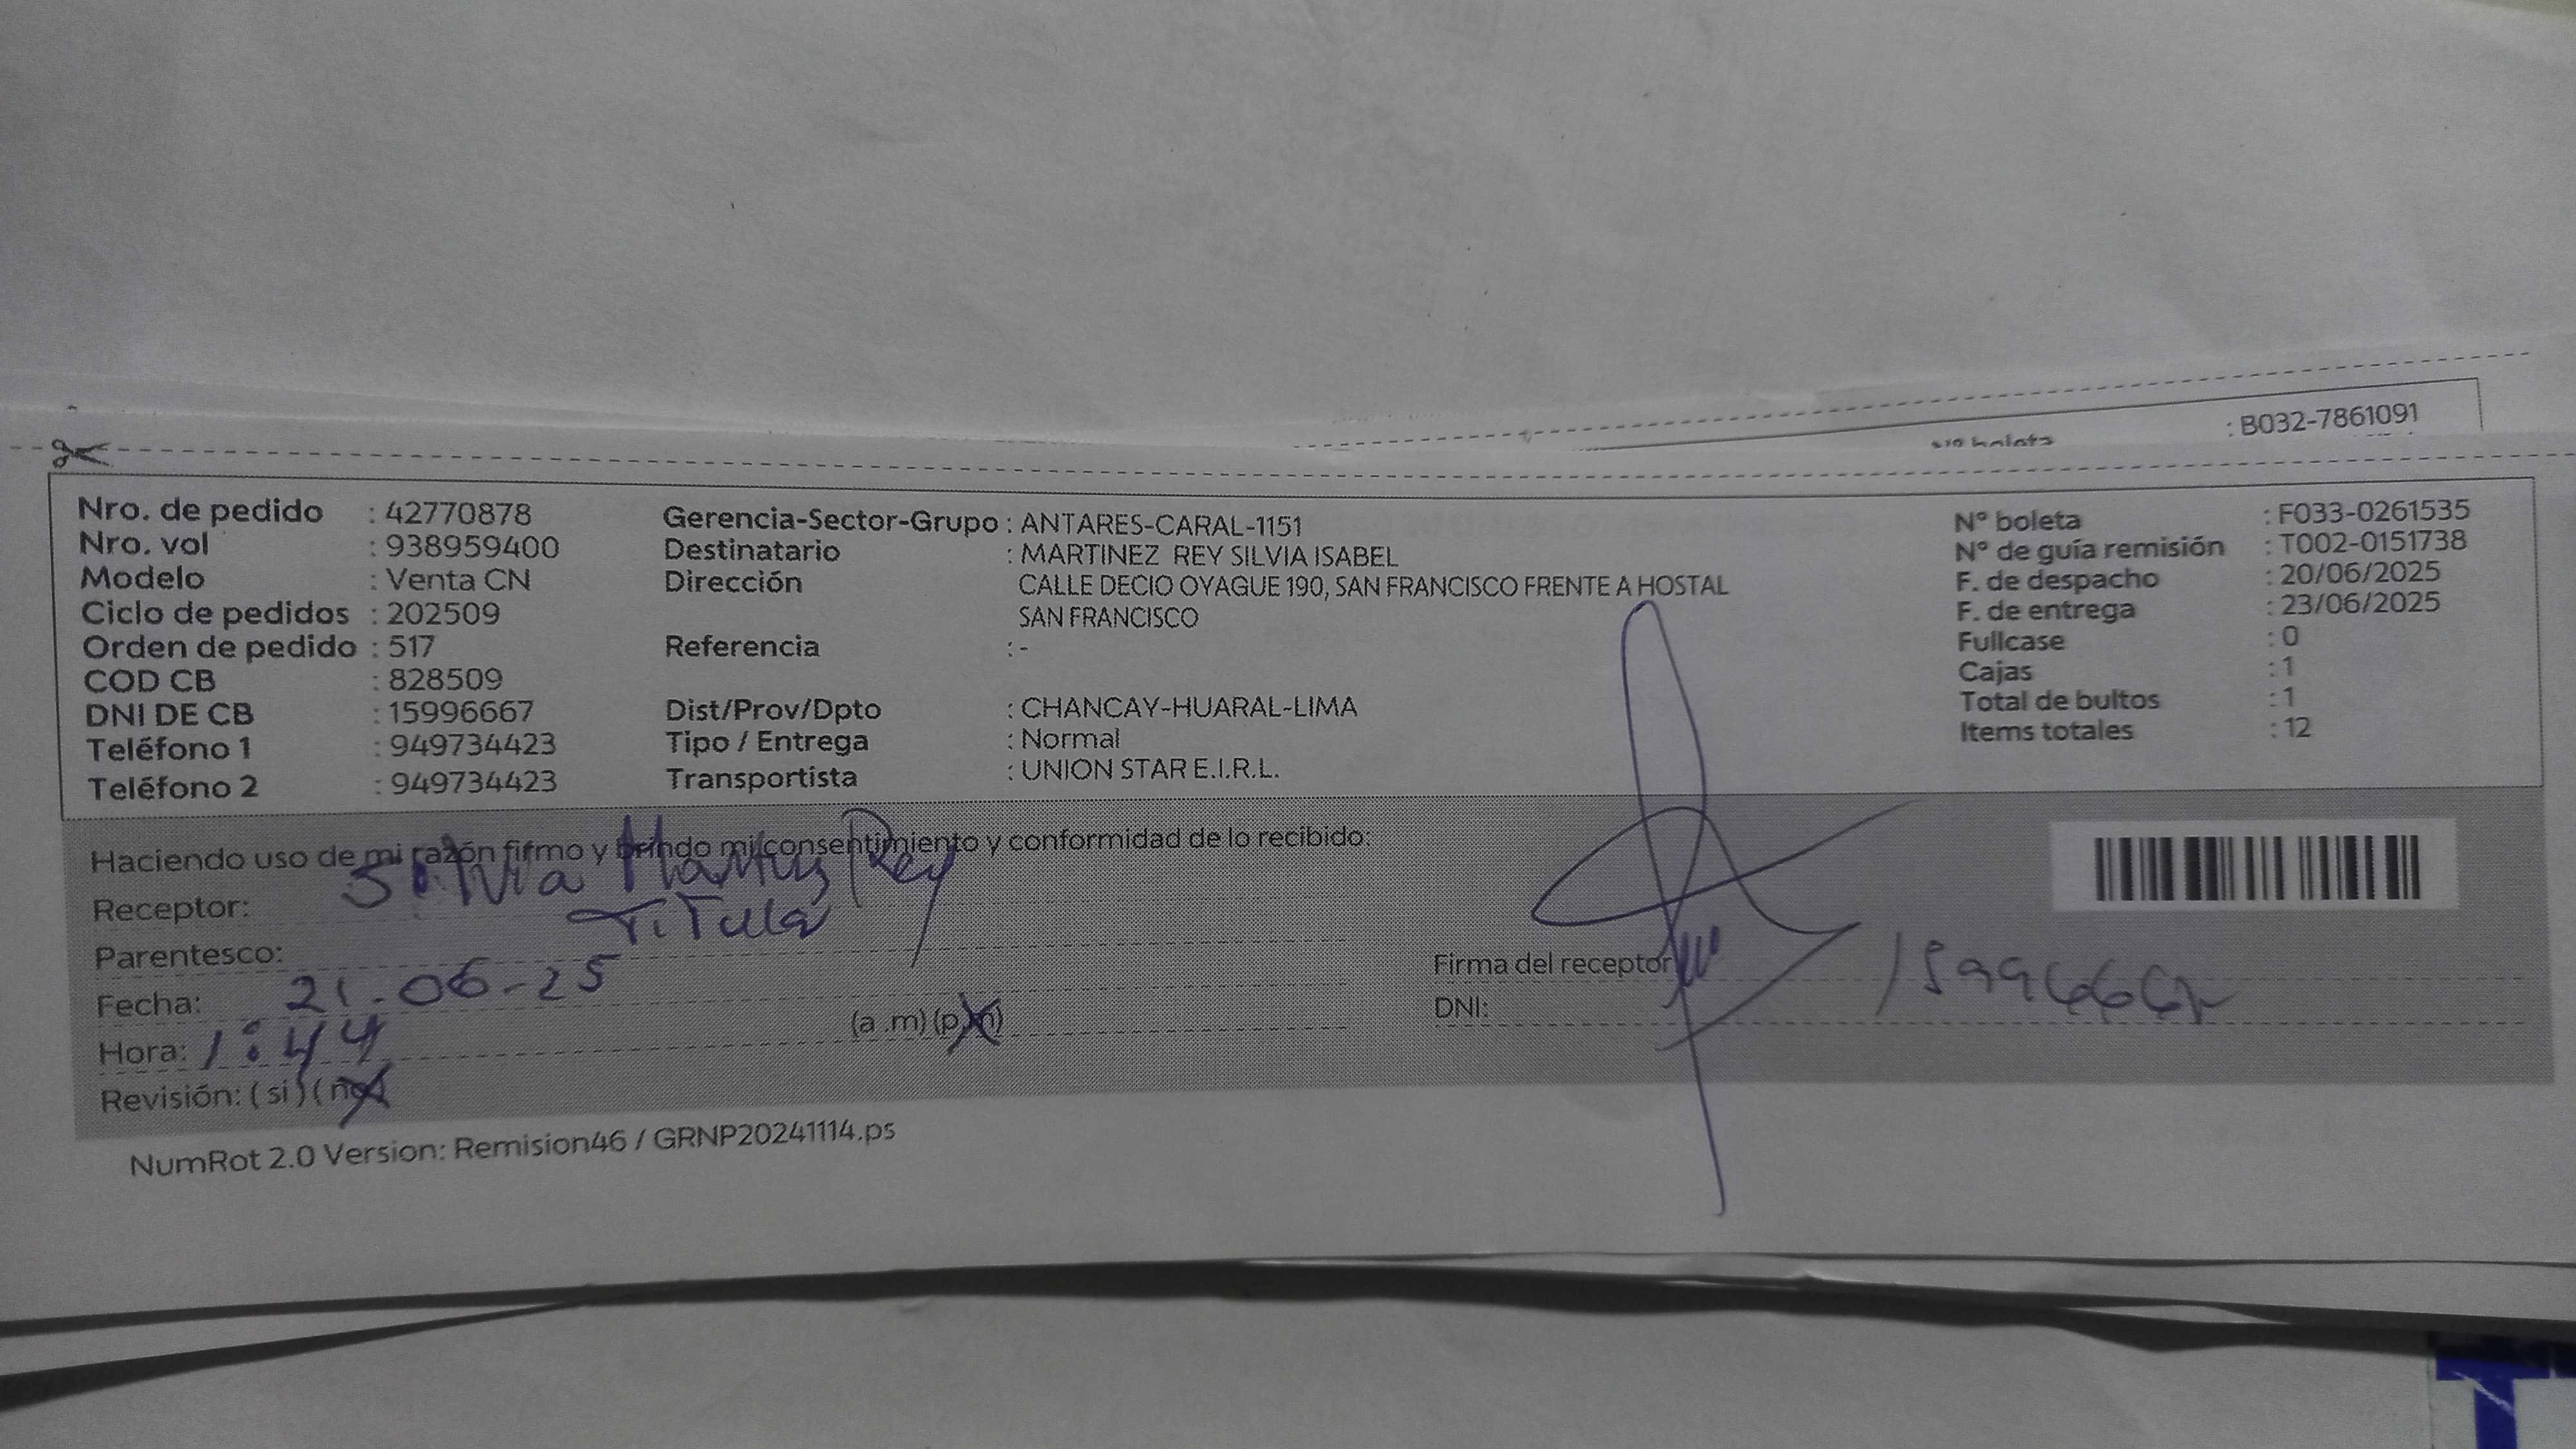 : B032-7861091
Nro. de pedido : 42770878
Nro. vol : 938959400
Modelo : Venta CN
Ciclo de pedidos : 202509
Orden de pedido : 517
COD CB : 828509
DNI DE CB : 15996667
Teléfono 1 : 949734423
Teléfono 2 : 949734423
Gerencia-Sector-Grupo : ANTARES-CARAL-1151
Destinatario : MARTINEZ REY SILVIA ISABEL
Dirección CALLE DECIO OYAGUE 190, SAN FRANCISCO FRENTE A HOSTAL
SAN FRANCISCO
Referencia : -
Dist/Prov/Dpto : CHANCAY-HUARAL-LIMA
Tipo / Entrega : Normal
Transportista : UNION STAR E.I.R.L.
N° boleta : F033-0261535
N° de guía remisión : T002-0151738
F. de despacho : 20/06/2025
F. de entrega : 23/06/2025
Fullcase : 0
Cajas : 1
Total de bultos : 1
Items totales : 12
Haciendo uso de mi razón firmo y brindo mi consentimiento y conformidad de lo recibido:
Receptor: Silvia Rey
Parentesco: Titular
Fecha: 21-06-25
Hora: 1:44 (a .m) (p.m)
Revisión: ( si ) ( no )
Firma del receptor
DNI:
NumRot 2.0 Version: Remision46 / GRNP20241114.ps